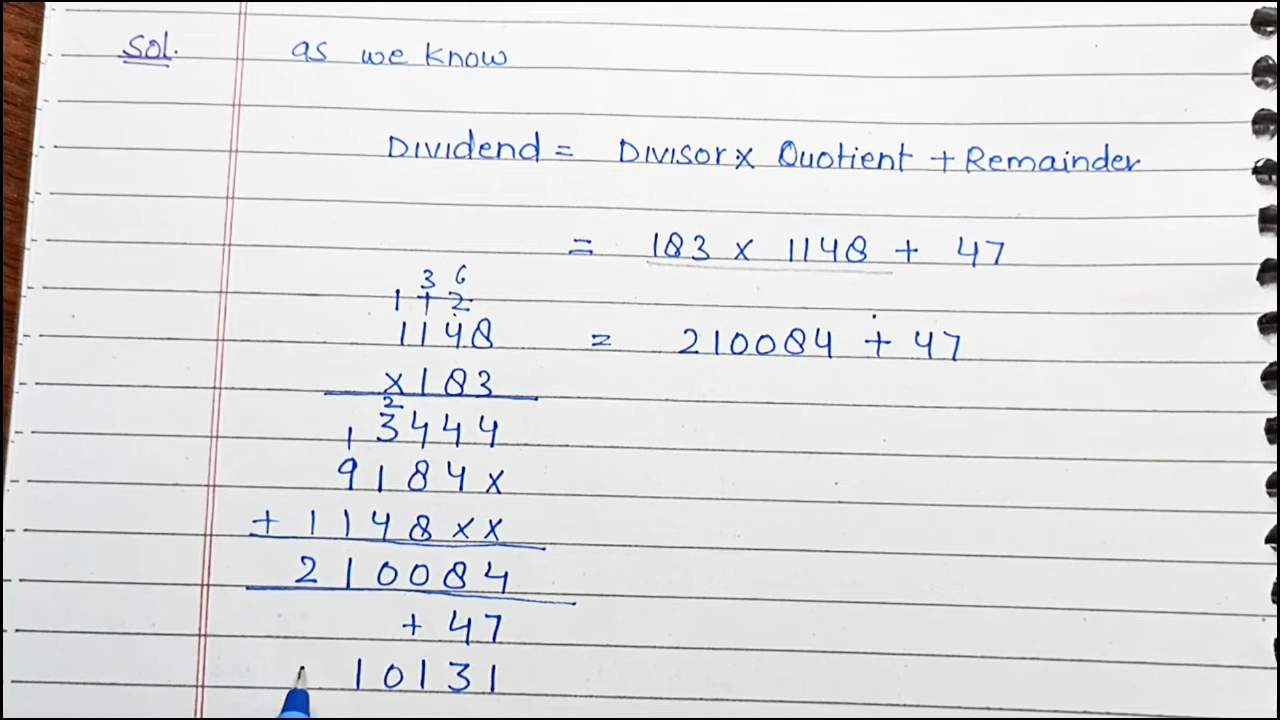 Sol. as we know
Dividend = Divisor x Quotient + Remainder
= 183 x 1148 + 47
3 6
1 1 2
1148 = 210084 + 47
x 183
2
1 3444
9184x
+ 1148xx
210084
+ 47
10131